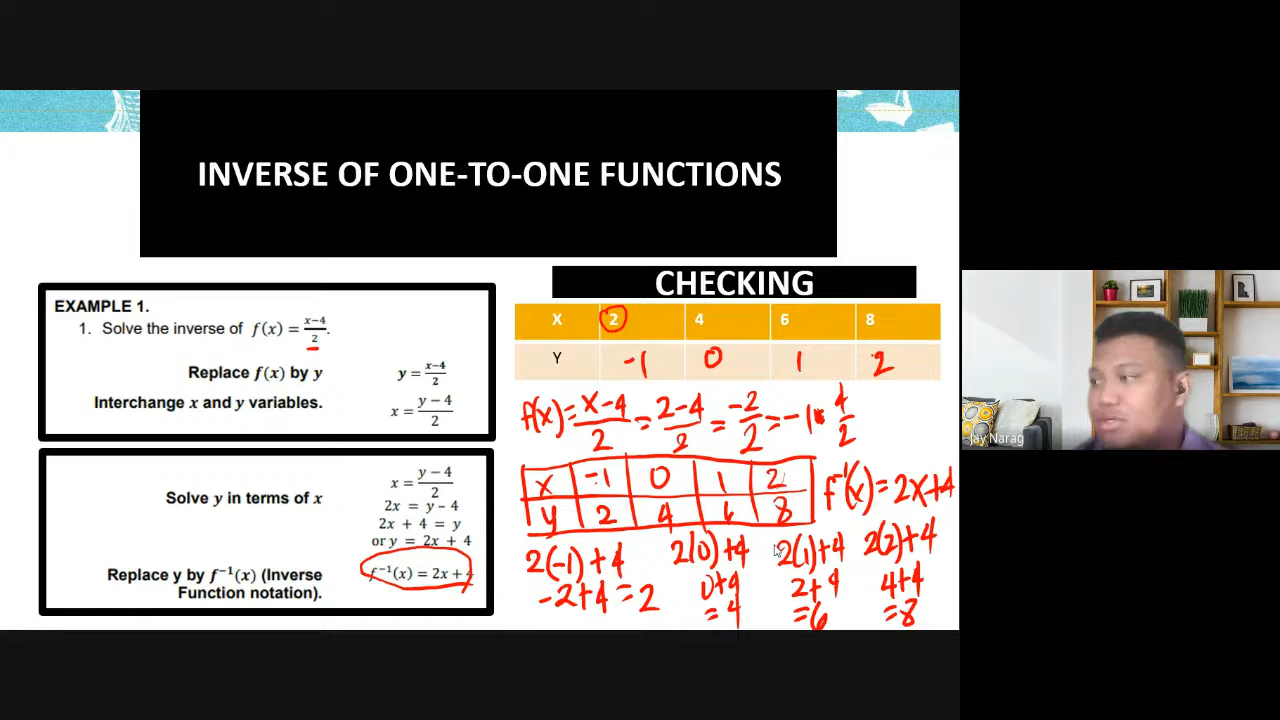 INVERSE OF ONE-TO-ONE FUNCTIONS
EXAMPLE 1.
1. Solve the inverse of f(x) = x−4/2.
Replace f(x) by y y = x−4/2
Interchange x and y variables. x = y − 4/2
x = y − 4/2
Solve y in terms of x
2x = y - 4
2x + 4 = y
or y = 2x + 4
Replace y by f⁻¹(x) (Inverse Function notation). f⁻¹(x) = 2x + 4
CHECKING
X 2 4 6 8
Y -1 0 1 2
f(x) = x-4/2 = 2-4/2 = -2/2 = -1 4/2
x -1 0 1 2
y 2 4 6 8
f⁻¹(x) = 2x+4
2(-1)+4 2(0)+4 2(1)+4 2(2)+4
-2+4=2 0+4 2+4 4+4
=4 =6 =8
Jay Narag